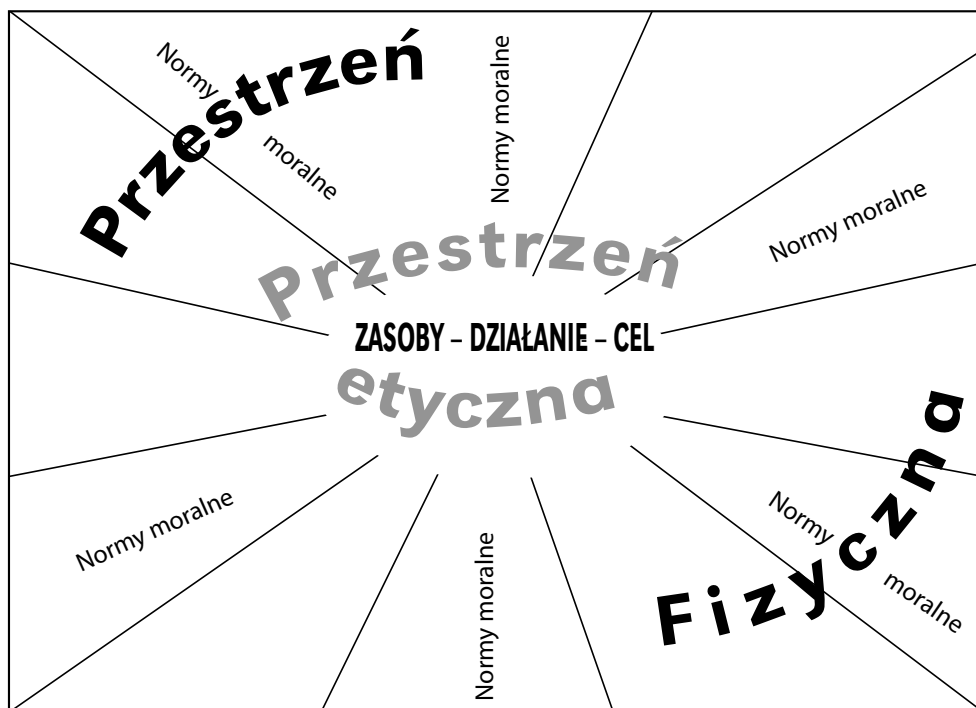 Przestrzeń
Normy moralne
Normy moralne
Normy moralne
Przestrzeń
ZASOBY – DZIAŁANIE – CEL
etyczna
Normy moralne
Normy moralne
Normy moralne
Fizyczna